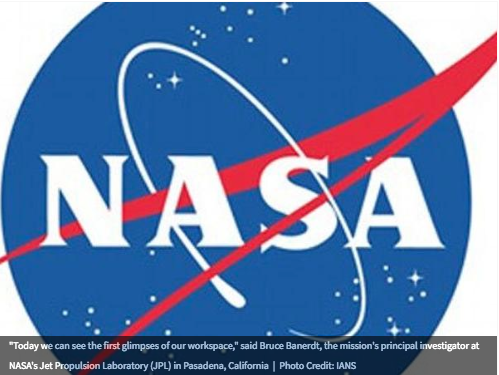 NASA
"Today we can see the first glimpses of our workspace," said Bruce Banerdt, the mission's principal investigator at
NASA's Jet Propulsion Laboratory (JPL) in Pasadena, California | Photo Credit: IANS